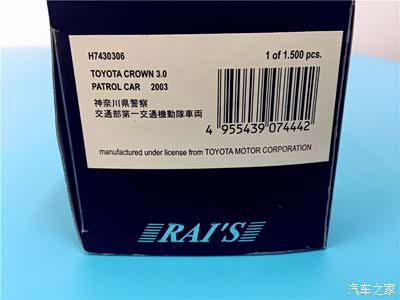 H7430306
1 of 1.500 pcs.
TOYOTA CROWN 3.0
PATROL CAR 2003
神奈川県警察
交通部第一交通機動隊車両
4 955439 074442
manufactured under license from TOYOTA MOTOR CORPORATION
RAI'S
汽车之家